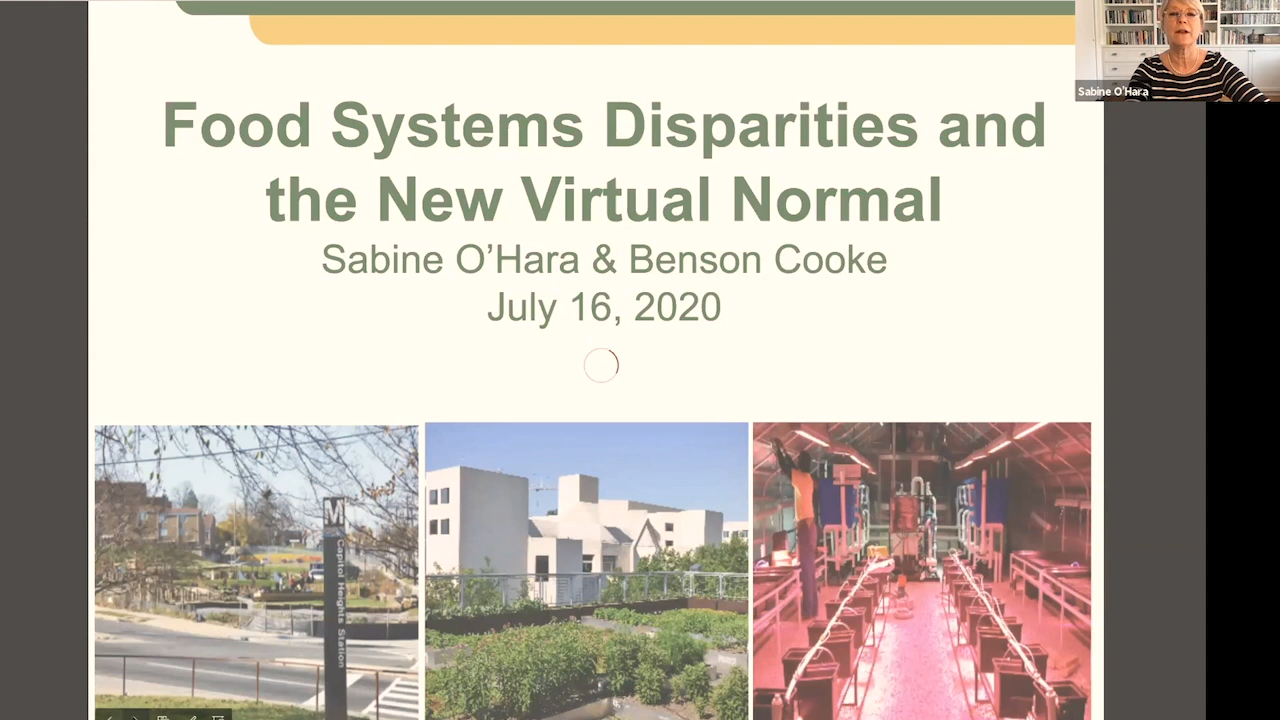 Food Systems Disparities and
the New Virtual Normal
Sabine O’Hara & Benson Cooke
July 16, 2020
Sabine O'Hara
M
Capitol Heights Station